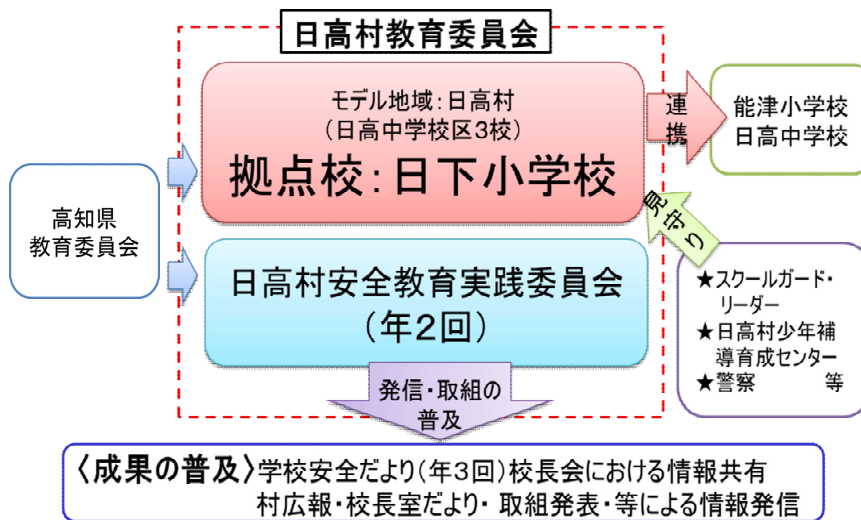 日高村教育委員会
モデル地域：日高村
（日高中学校区3校）
拠点校：日下小学校
連携
能津小学校
日高中学校
高知県
教育委員会
見守り
日高村安全教育実践委員会
（年２回）
★スクールガード・
リーダー
★日高村少年補
導育成センター
★警察　　　等
発信・取組の
普及
〈成果の普及〉学校安全だより（年３回）校長会における情報共有
村広報・校長室だより・ 取組発表・等による情報発信